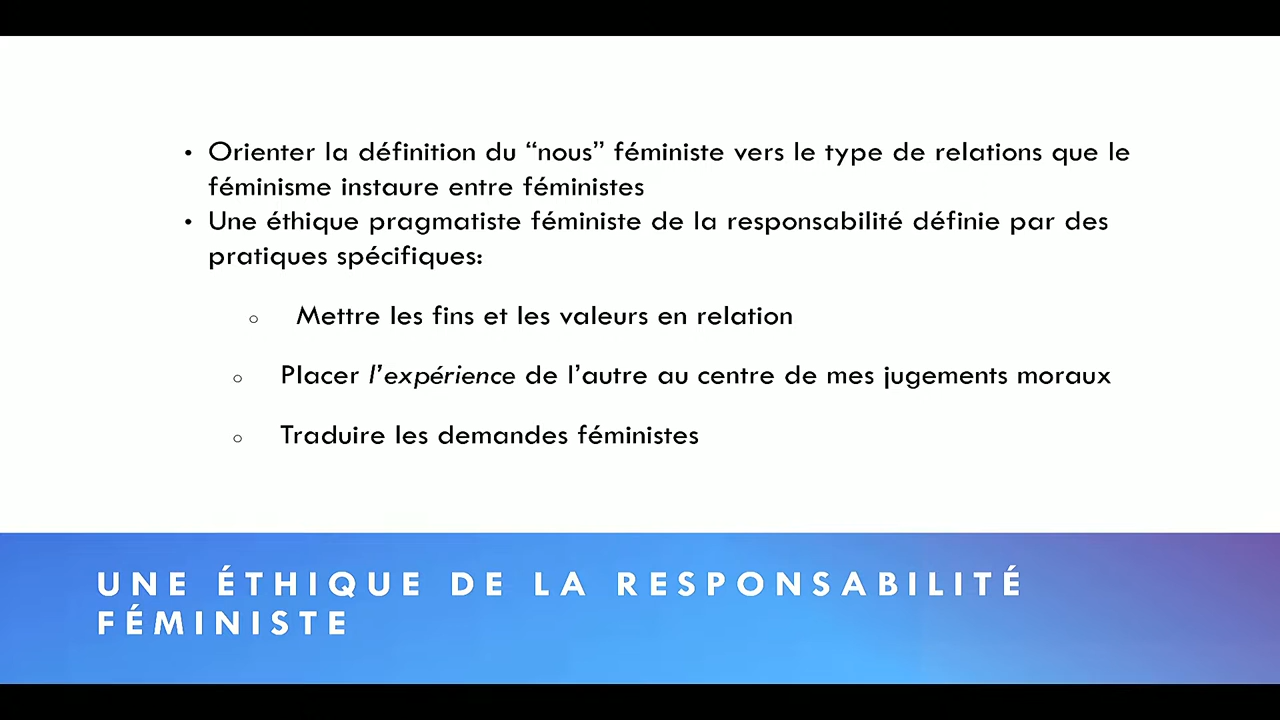 • Orienter la définition du “nous” féministe vers le type de relations que le
féminisme instaure entre féministes
• Une éthique pragmatiste féministe de la responsabilité définie par des
pratiques spécifiques:
○ Mettre les fins et les valeurs en relation
○ Placer l’expérience de l’autre au centre de mes jugements moraux
○ Traduire les demandes féministes
UNE ÉTHIQUE DE LA RESPONSABILITÉ
FÉMINISTE